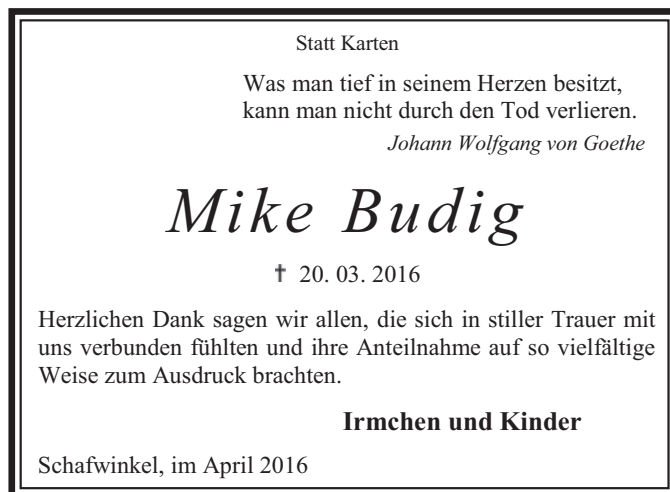 Statt Karten
Was man tief in seinem Herzen besitzt,
kann man nicht durch den Tod verlieren.
Johann Wolfgang von Goethe
Mike Budig
† 20. 03. 2016
Herzlichen Dank sagen wir allen, die sich in stiller Trauer mit
uns verbunden fühlten und ihre Anteilnahme auf so vielfältige
Weise zum Ausdruck brachten.
Irmchen und Kinder
Schafwinkel, im April 2016